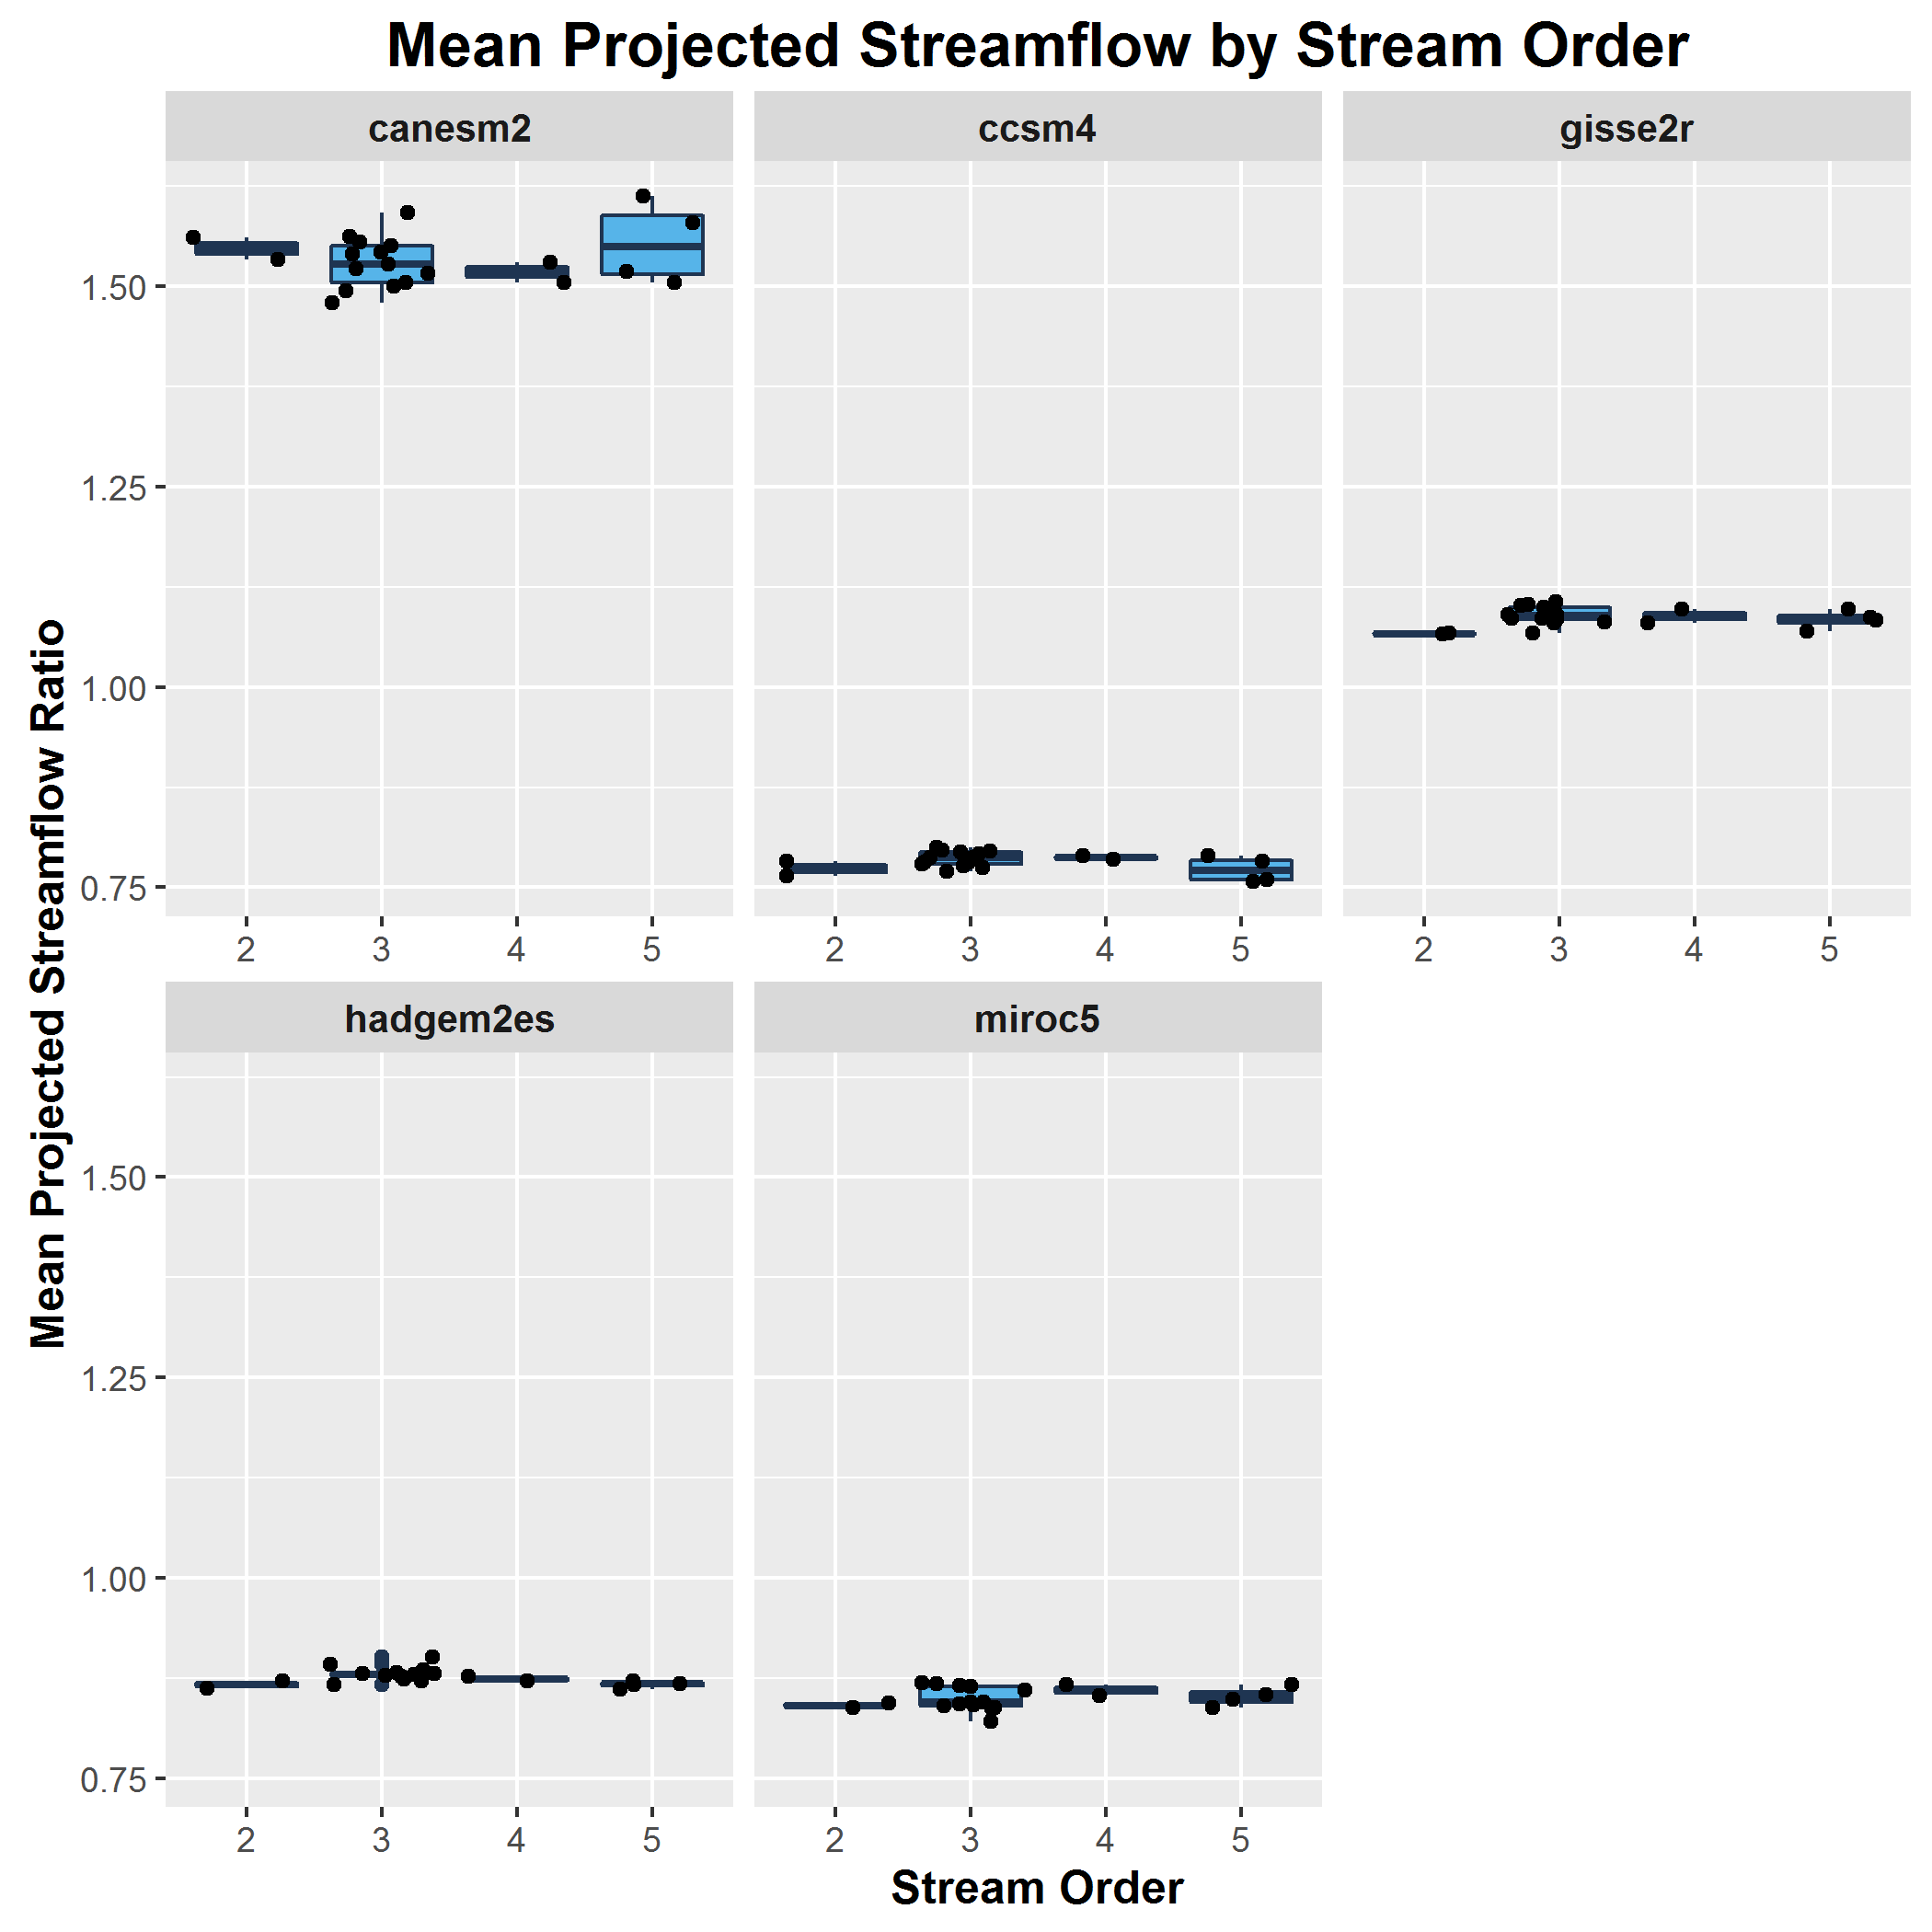 Mean Projected Streamflow by Stream Order
canesm2
ccsm4
gisse2r
1.50
1.25
1.00
0.75
2 3 4 5
2 3 4 5
2 3 4 5
hadgem2es
miroc5
1.50
1.25
1.00
0.75
2 3 4 5
2 3 4 5
Mean Projected Streamflow Ratio
Stream Order